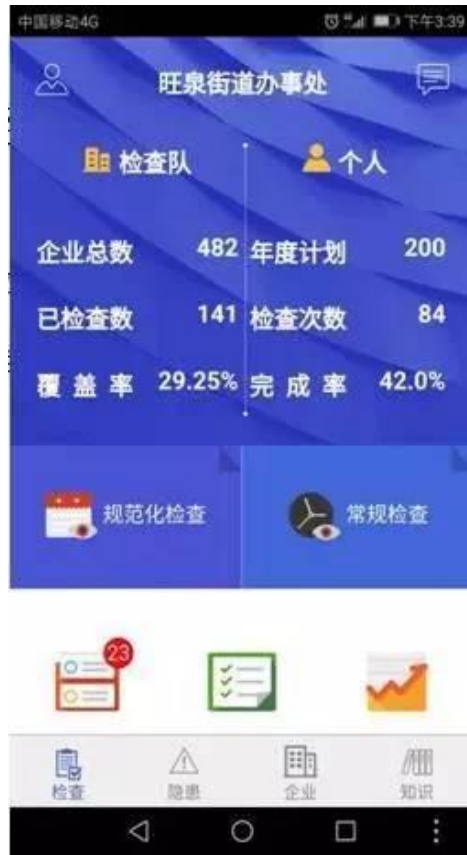 中国移动4G 下午3:39
旺泉街道办事处
检查队 个人
企业总数 482 年度计划 200
已检查数 141 检查次数 84
覆盖率 29.25% 完成率 42.0%
规范化检查 常规检查
23
检查 隐患 企业 知识